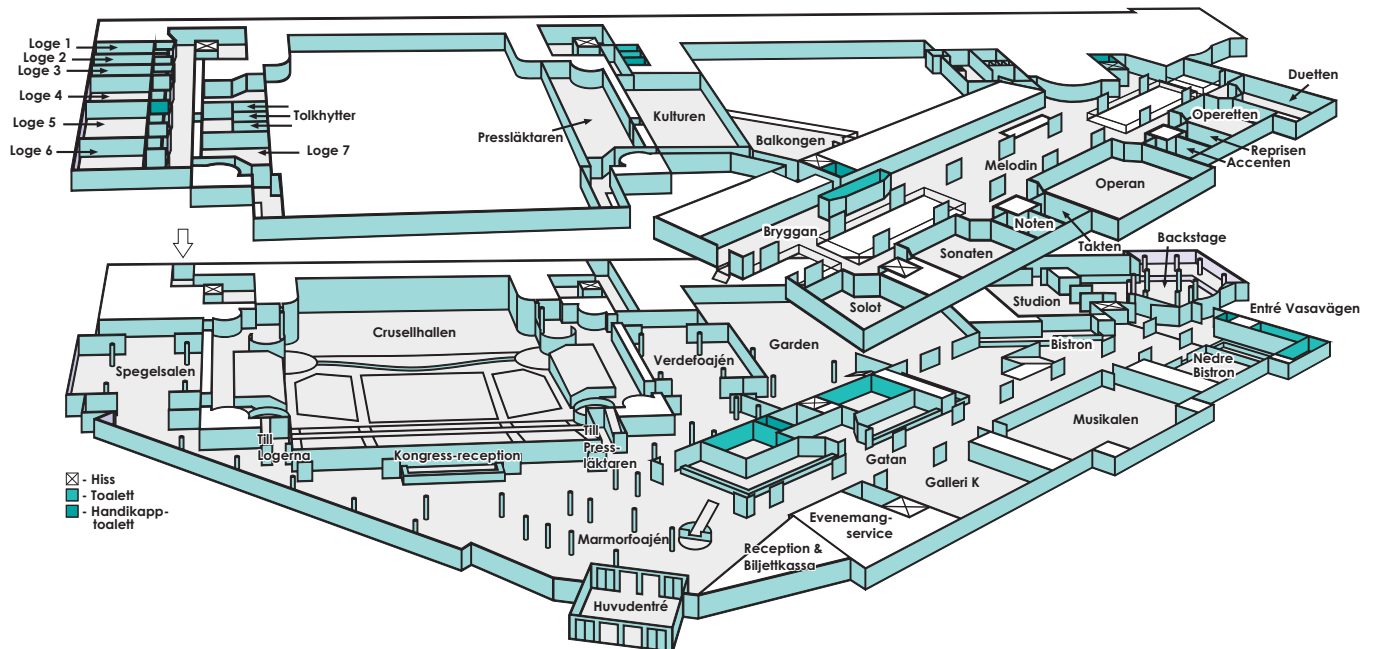 Loge 1
Loge 2
Loge 3
Loge 4
Loge 5
Loge 6
Tolkhytter
Loge 7
Pressläktaren
Kulturen
Balkongen
Duetten
Operetten
Reprisen
Accenten
Melodin
Operan
Bryggan
Noten
Takten
Sonaten
Solot
Backstage
Studion
Entré Vasavägen
Bistron
Nedre
Bistron
Crusellhallen
Spegelsalen
Verdefoajén
Garden
Musikalen
Till
Logerna
Kongress-reception
Till
Press-
läktaren
Gatan
Galleri K
- Hiss
- Toalett
- Handikapp-
toalett
Evenemang-
service
Marmorfoajén
Reception &
Biljettkassa
Huvudentré